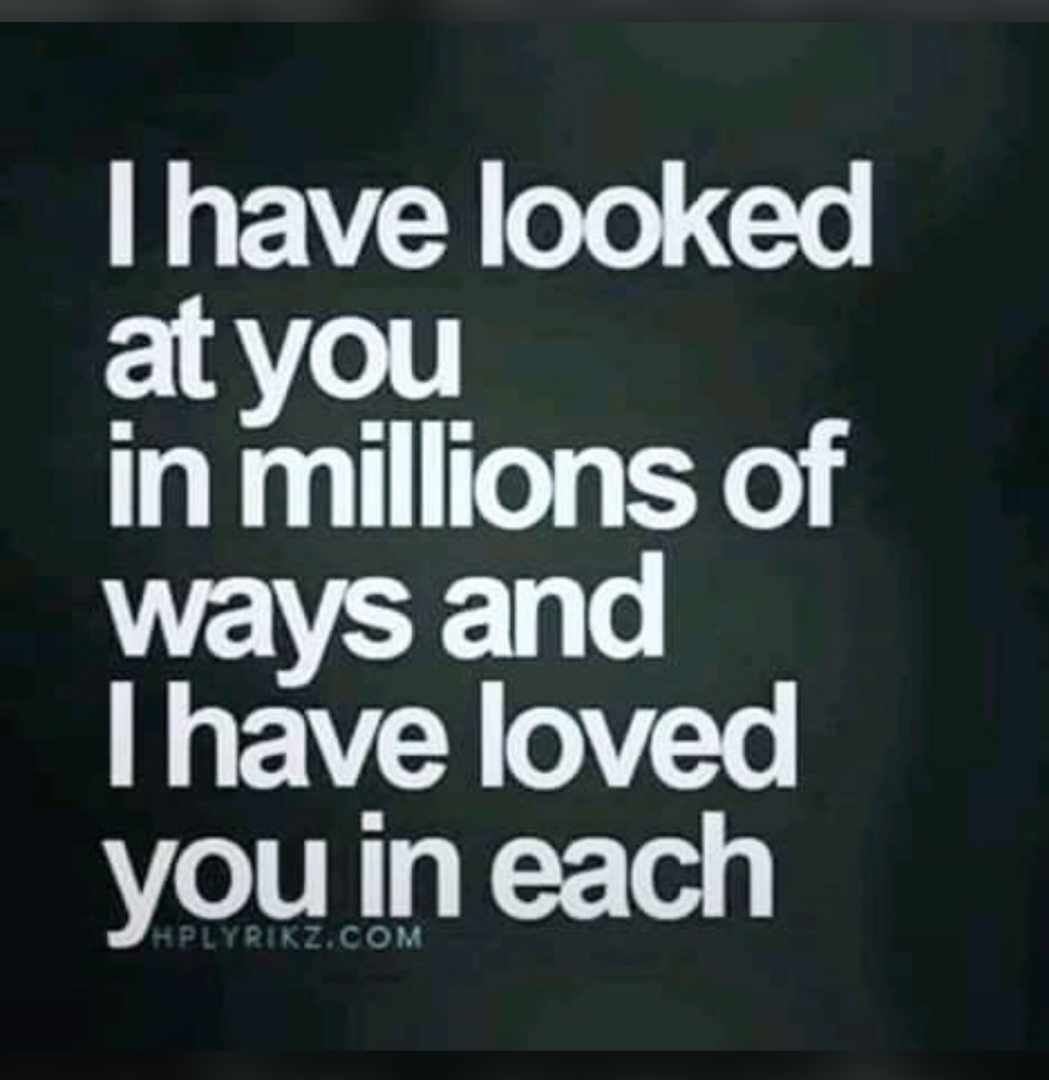 I have looked
at you
in millions of
ways and
I have loved
you in each
HPLYRIKZ.COM